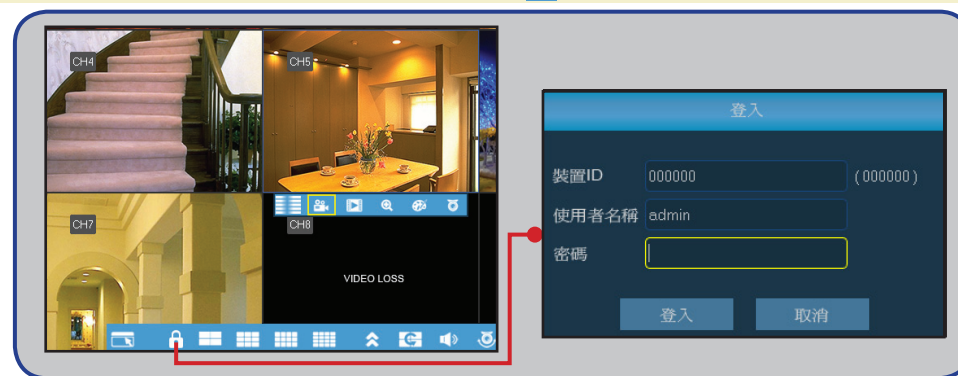 CH4
CH5
CH7
CH8
VIDEO LOSS
登入
裝置ID 000000 (000000)
使用者名稱 admin
密碼
登入 取消